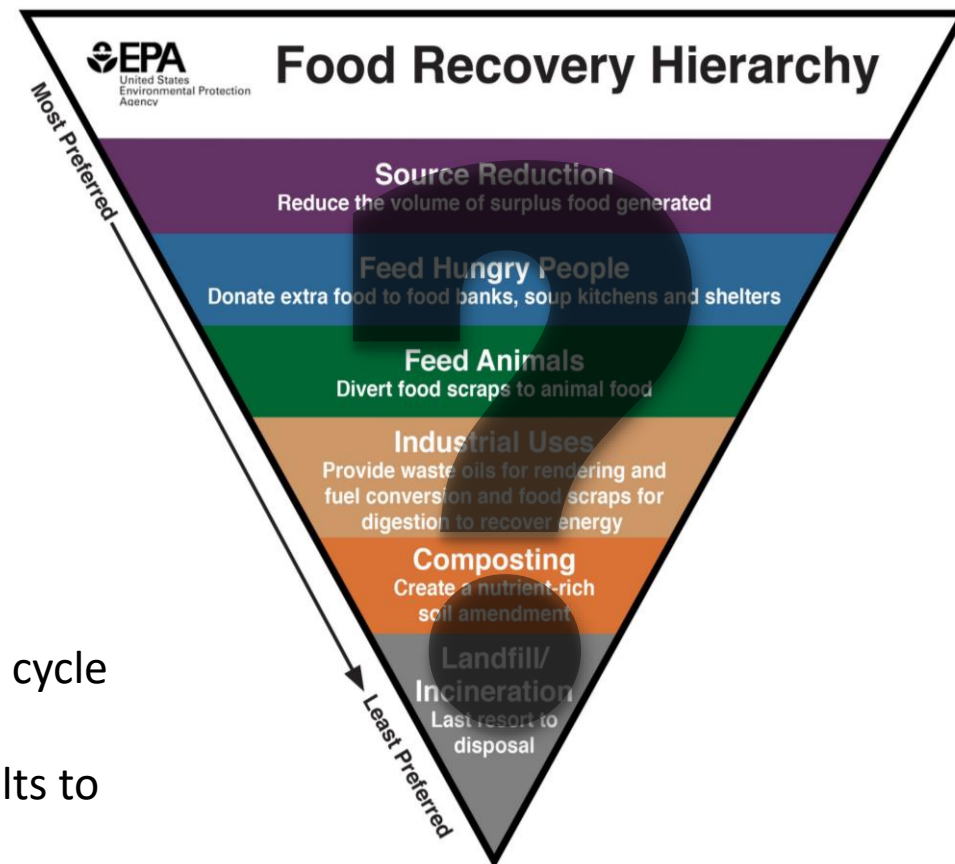 EPA
United States
Environmental Protection
Agency
Food Recovery Hierarchy
Most Preferred
Source Reduction
Reduce the volume of surplus food generated
Feed Hungry People
Donate extra food to food banks, soup kitchens and shelters
Feed Animals
Divert food scraps to animal food
Industrial Uses
Provide waste oils for rendering and
fuel conversion and food scraps for
digestion to recover energy
Composting
Create a nutrient-rich
soil amendment
Landfill/
Incineration
Last resort to
disposal
Least Preferred
?
cycle
lts to